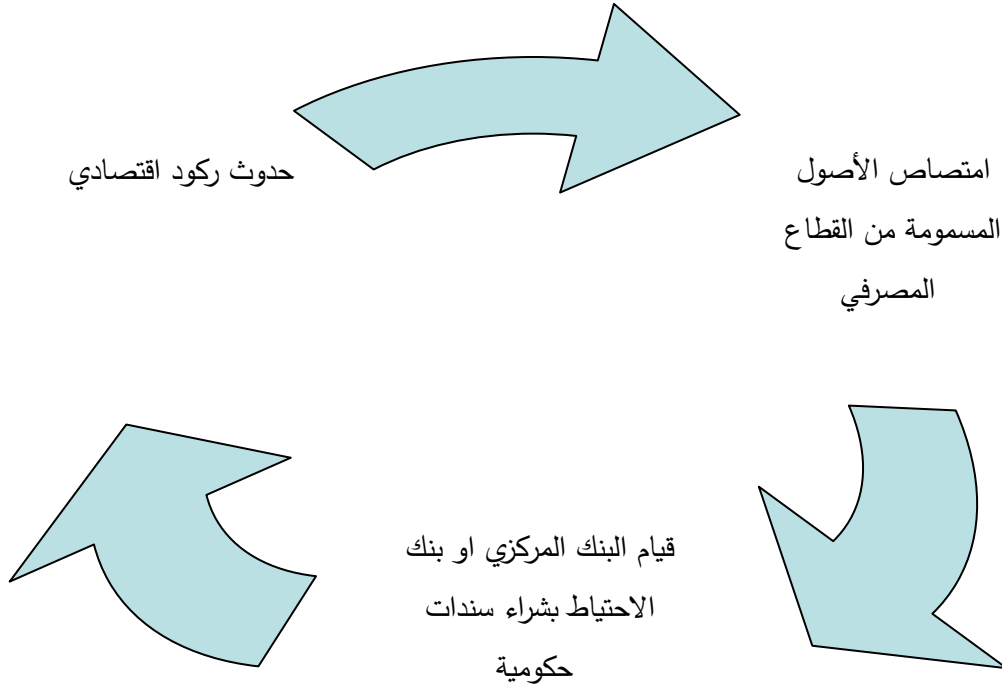 حدوث ركود اقتصادي
امتصاص الأصول
المسمومة من القطاع
المصرفي
قيام البنك المركزي او بنك
الاحتياط بشراء سندات
حكومية